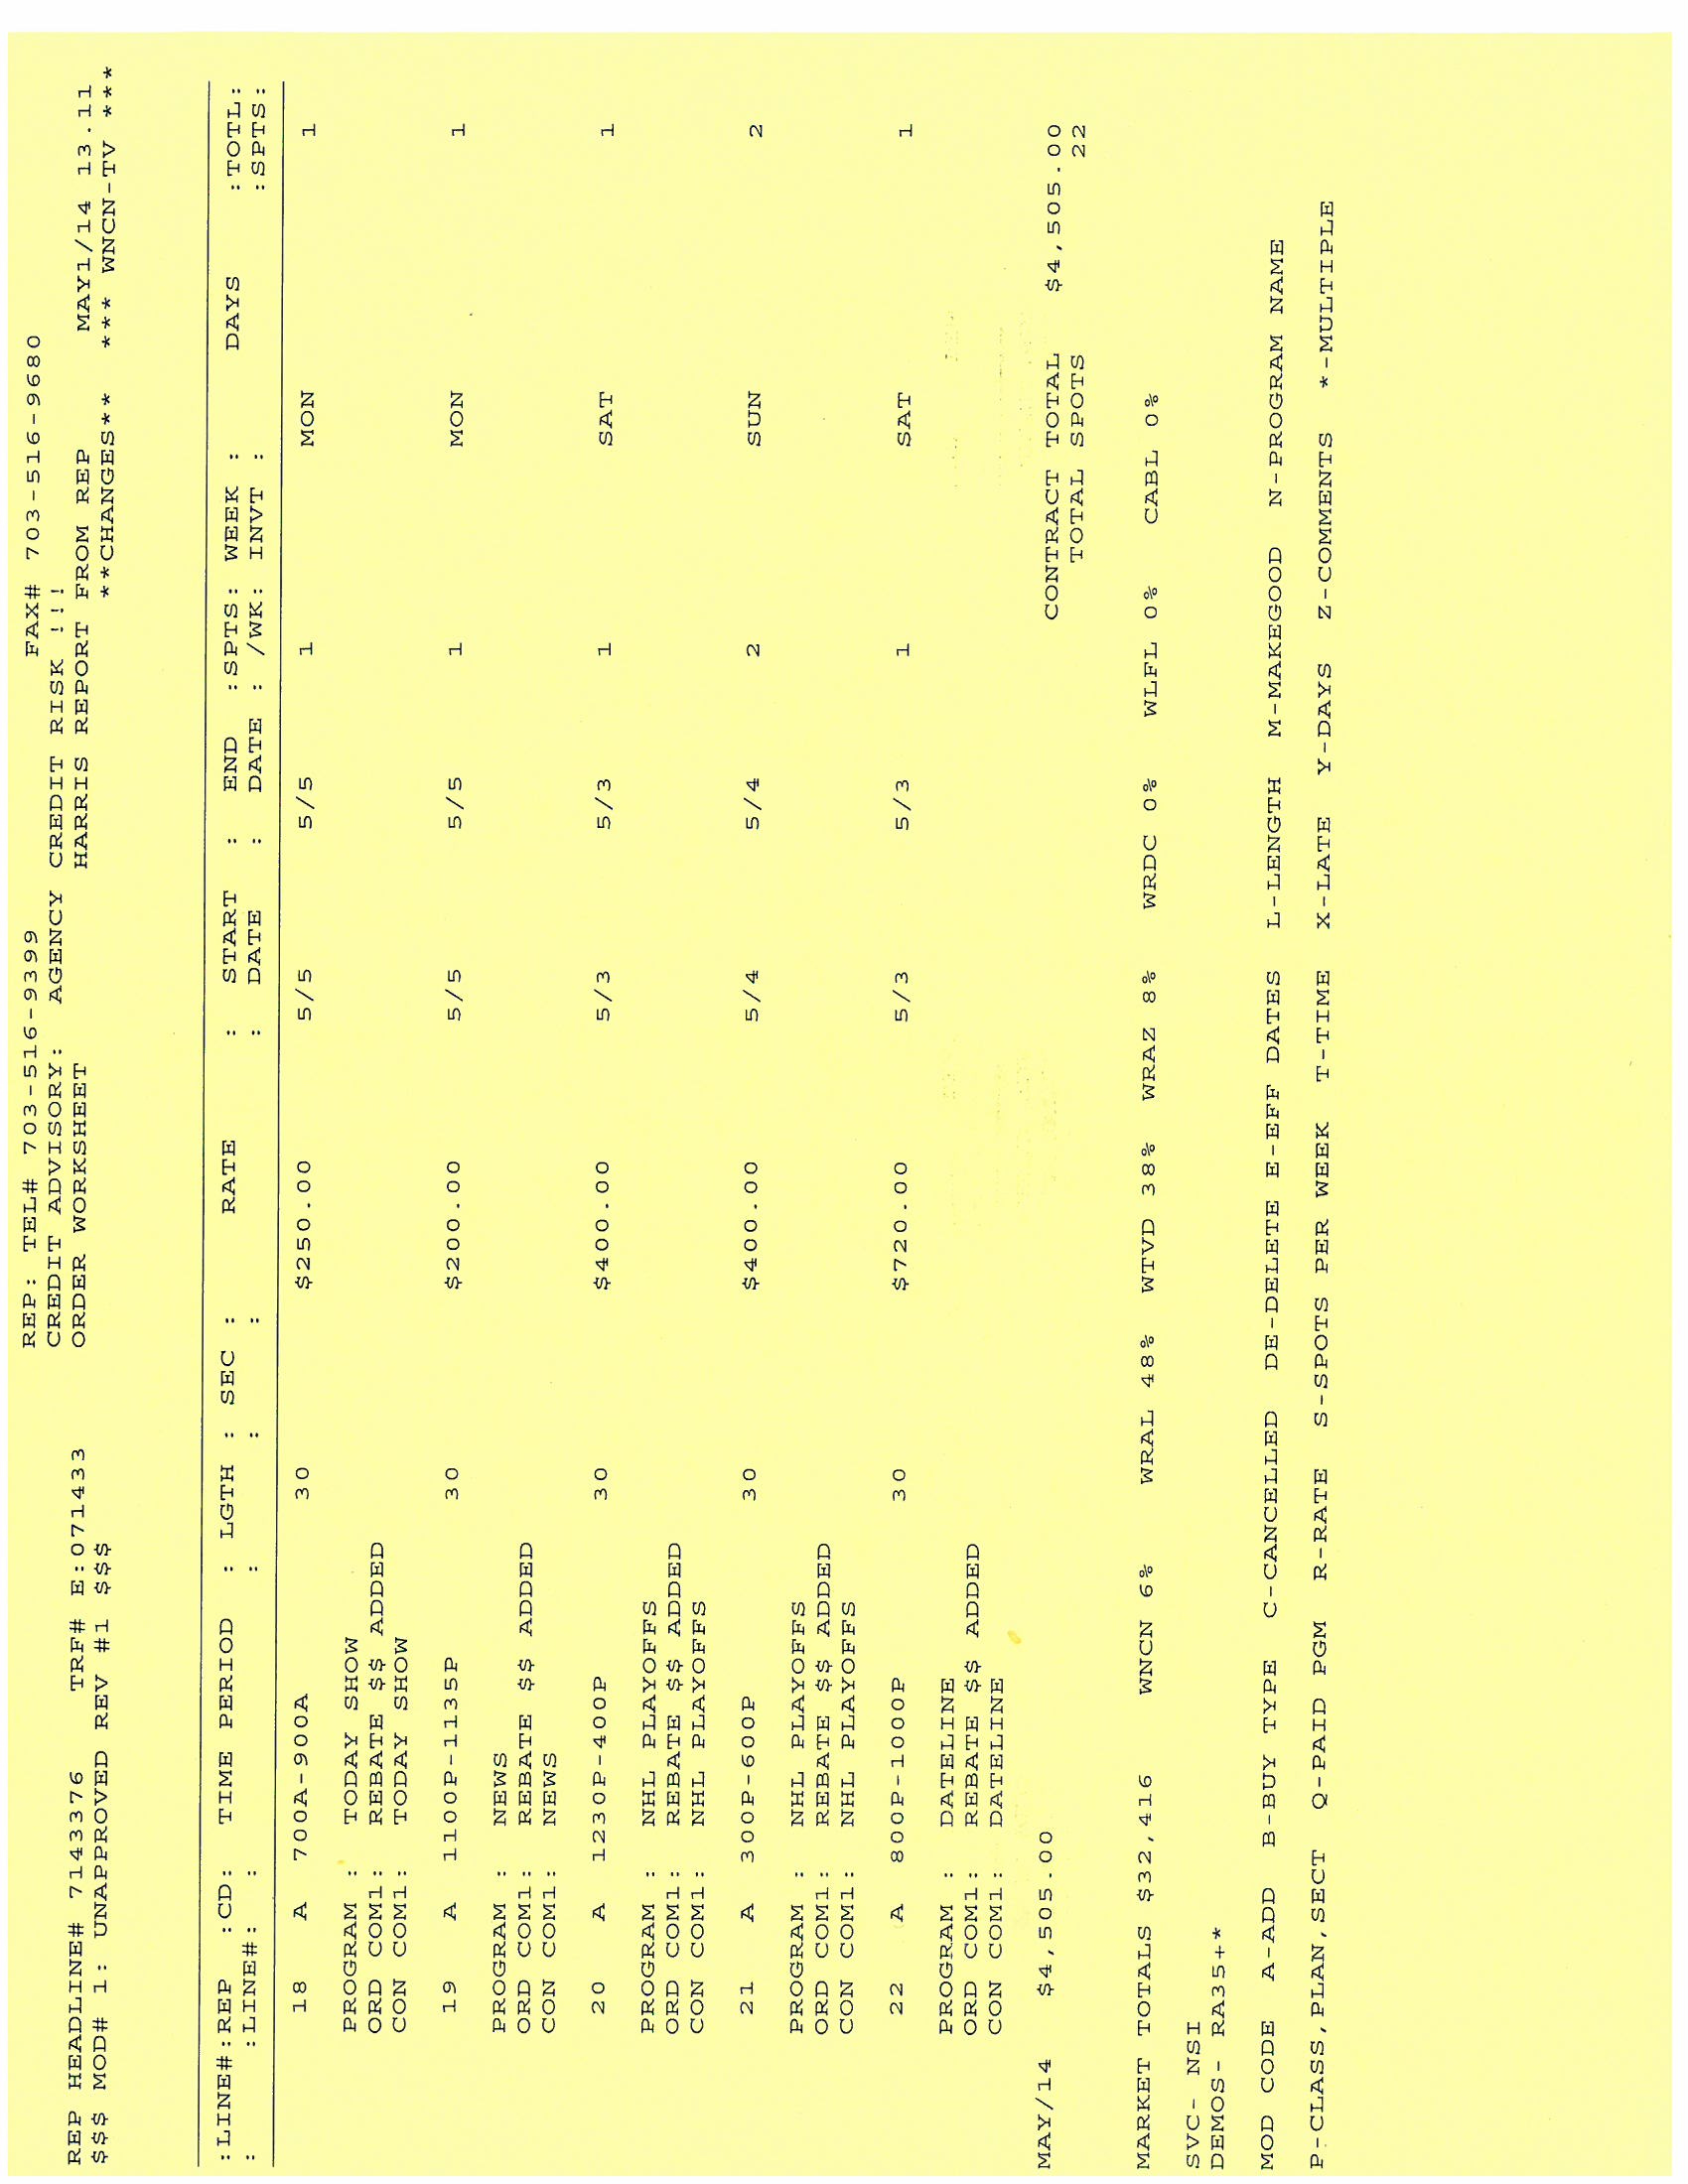 REP: TEL# 703-516-9399 FAX# 703-516-9680
CREDIT ADVISORY: AGENCY CREDIT RISK !!!
REP HEADLINE# 7143376 TRF# E:071433 ORDER WORKSHEET HARRIS REPORT FROM REP MAY1/14 13.11
$$$ MOD# 1: UNAPPROVED REV #1 $$$ **CHANGES** *** WNCN-TV ***
:LINE#:REP :CD: TIME PERIOD : LGTH : SEC : RATE : START : END :SPTS: WEEK : DAYS :TOTL:
: :LINE#: : : : : : DATE : DATE : /WK: INVT : :SPTS:
18 A 700A-900A 30 $250.00 5/5 5/5 1 MON 1
PROGRAM : TODAY SHOW
ORD COM1: REBATE $$ ADDED
CON COM1: TODAY SHOW
19 A 1100P-1135P 30 $200.00 5/5 5/5 1 MON 1
PROGRAM : NEWS
ORD COM1: REBATE $$ ADDED
CON COM1: NEWS
20 A 1230P-400P 30 $400.00 5/3 5/3 1 SAT 1
PROGRAM : NHL PLAYOFFS
ORD COM1: REBATE $$ ADDED
CON COM1: NHL PLAYOFFS
21 A 300P-600P 30 $400.00 5/4 5/4 2 SUN 2
PROGRAM : NHL PLAYOFFS
ORD COM1: REBATE $$ ADDED
CON COM1: NHL PLAYOFFS
22 A 800P-1000P 30 $720.00 5/3 5/3 1 SAT 1
PROGRAM : DATELINE
ORD COM1: REBATE $$ ADDED
CON COM1: DATELINE
MAY/14 $4,505.00 CONTRACT TOTAL $4,505.00
TOTAL SPOTS 22
MARKET TOTALS $32,416 WNCN 6% WRAL 48% WTVD 38% WRAZ 8% WRDC 0% WLFL 0% CABL 0%
SVC- NSI
DEMOS- RA35+*
MOD CODE A-ADD B-BUY TYPE C-CANCELLED DE-DELETE E-EFF DATES L-LENGTH M-MAKEGOOD N-PROGRAM NAME
P-CLASS,PLAN,SECT Q-PAID PGM R-RATE S-SPOTS PER WEEK T-TIME X-LATE Y-DAYS Z-COMMENTS *-MULTIPLE